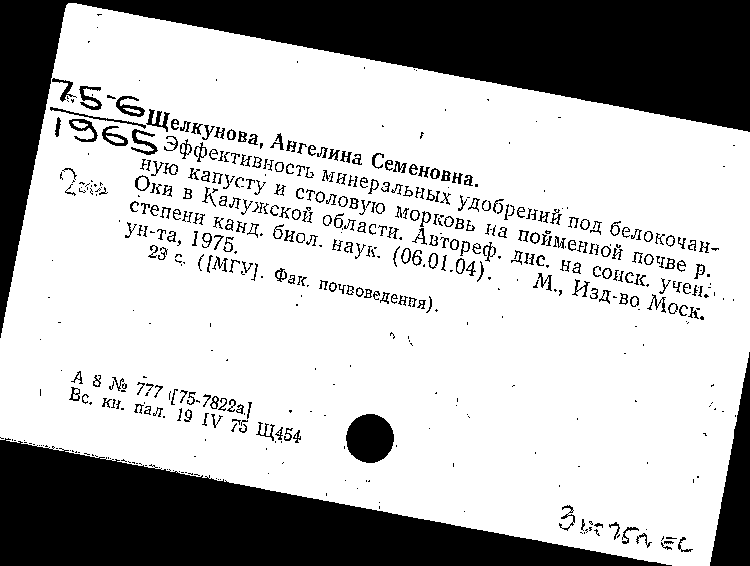 75-6
1965
Щелкунова, Ангелина Семеновна.
Эффективность минеральных удобрений под белокочан-
ную капусту и столовую морковь на пойменной почве р.
Оки в Калужской области. Автореф. дис. на соиск. учен.
степени канд. биол. наук. (06.01.04). М., Изд-во Моск.
ун-та, 1975.
23 с. ([МГУ]. Фак. почвоведения).
А 8 № 777 [75-7822а]
Вс. кн. пал. 19 IV 75 Щ454